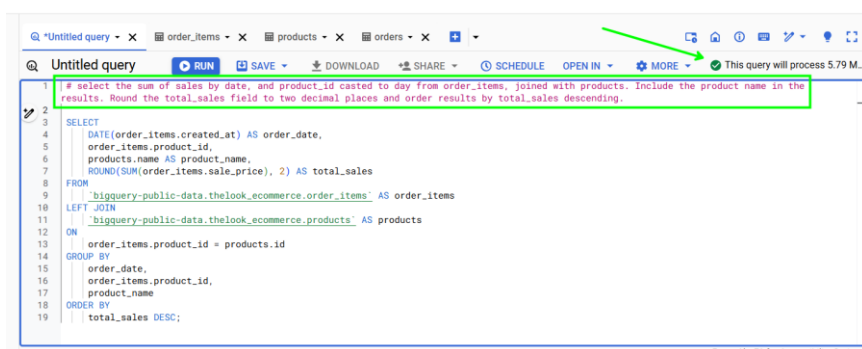 *Untitled query order_items products orders
Untitled query RUN SAVE DOWNLOAD SHARE SCHEDULE OPEN IN MORE This query will process 5.79 M...
1 # select the sum of sales by date, and product_id casted to day from order_items, joined with products. Include the product name in the
results. Round the total_sales field to two decimal places and order results by total_sales descending.
2
3 SELECT
4 DATE(order_items.created_at) AS order_date,
5 order_items.product_id,
6 products.name AS product_name,
7 ROUND(SUM(order_items.sale_price), 2) AS total_sales
8 FROM
9 `bigquery-public-data.thelook_ecommerce.order_items` AS order_items
10 LEFT JOIN
11 `bigquery-public-data.thelook_ecommerce.products` AS products
12 ON
13 order_items.product_id = products.id
14 GROUP BY
15 order_date,
16 order_items.product_id,
17 product_name
18 ORDER BY
19 total_sales DESC;